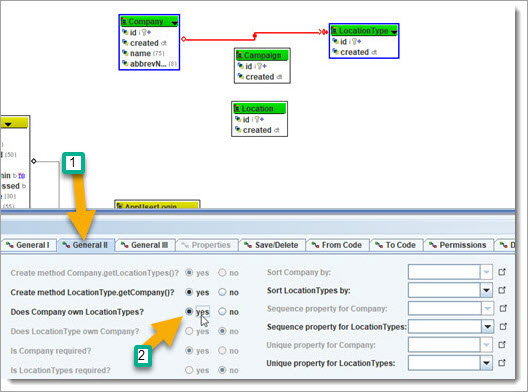 Company
id
created
name (75)
abbrevN... (8)
LocationType
id
created
Campaign
id
created
Location
id
created
(50)
min
ssed
(30)
(55)
AppUserLogin
1
General I
General II
General III
Properties
Save/Delete
From Code
To Code
Permissions
D
Create method Company.getLocationTypes()? yes no
Sort Company by:
Create method LocationType.getCompany()? yes no
Sort LocationTypes by:
Does Company own LocationTypes? yes no
Sequence property for Company:
Does LocationType own Company? yes no
Sequence property for LocationTypes:
2
Is Company required? yes no
Unique property for Company:
Is LocationTypes required? yes no
Unique property for LocationTypes: